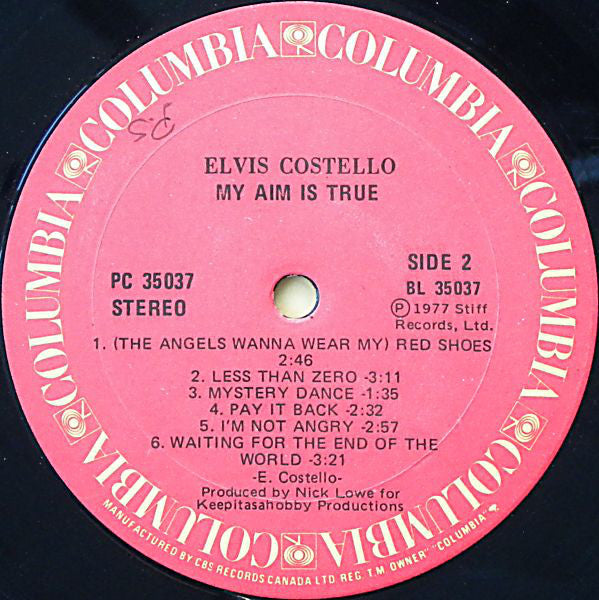 COLUMBIA COLUMBIA COLUMBIA COLUMBIA COLUMBIA COLUMBIA
ELVIS COSTELLO
MY AIM IS TRUE
PC 35037
STEREO
SIDE 2
BL 35037
Ⓟ 1977 Stiff
Records, Ltd.
1. (THE ANGELS WANNA WEAR MY) RED SHOES
2:46
2. LESS THAN ZERO -3:11
3. MYSTERY DANCE -1:35
4. PAY IT BACK -2:32
5. I'M NOT ANGRY -2:57
6. WAITING FOR THE END OF THE
WORLD -3:21
-E. Costello-
Produced by Nick Lowe for
Keepitasahobby Productions
MANUFACTURED BY CBS RECORDS CANADA LTD REG. T.M OWNER "COLUMBIA"